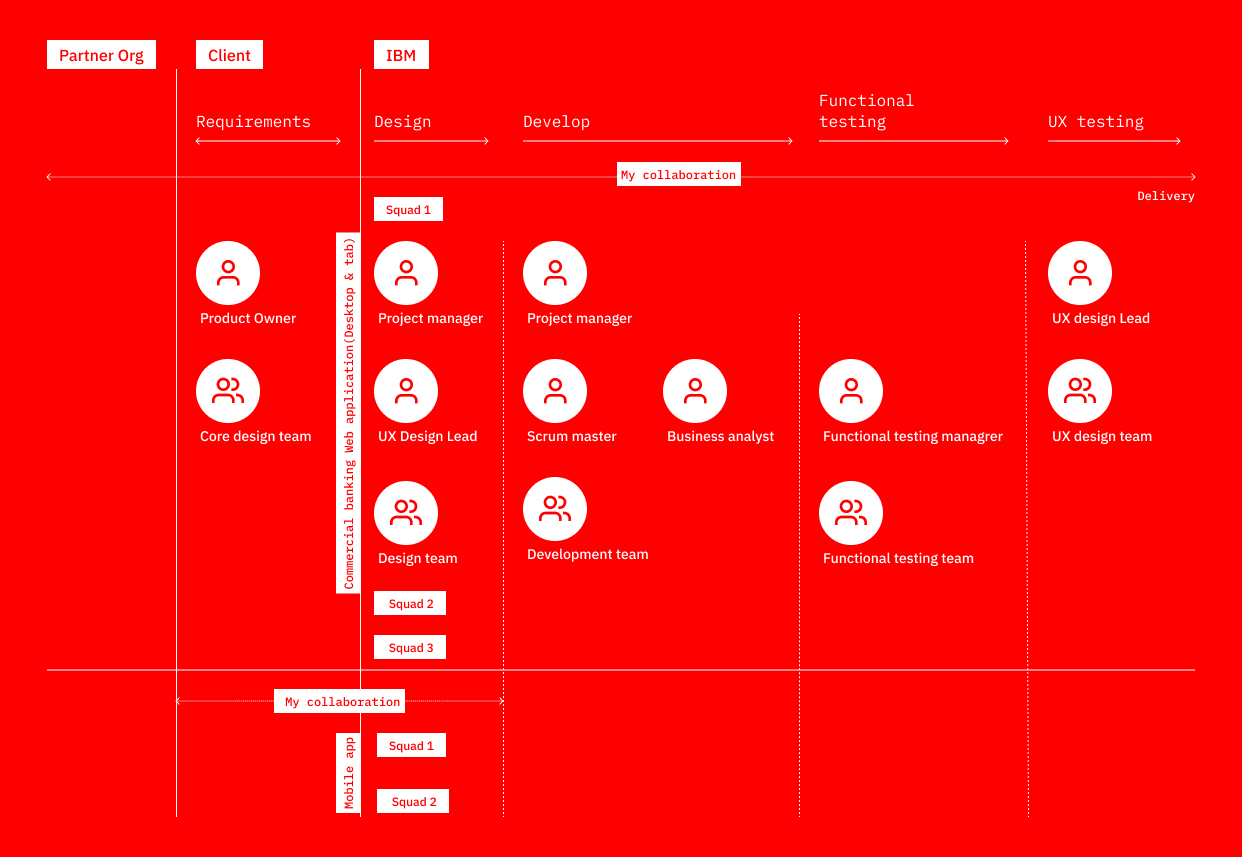 Partner Org
Client
IBM
Requirements
Design
Develop
Functional
testing
UX testing
My collaboration
Delivery
Squad 1
Commercial banking Web application(Desktop & tab)
Product Owner
Project manager
Project manager
UX design Lead
Core design team
UX Design Lead
Scrum master
Business analyst
Functional testing managrer
UX design team
Design team
Development team
Functional testing team
Squad 2
Squad 3
My collaboration
Mobile app
Squad 1
Squad 2